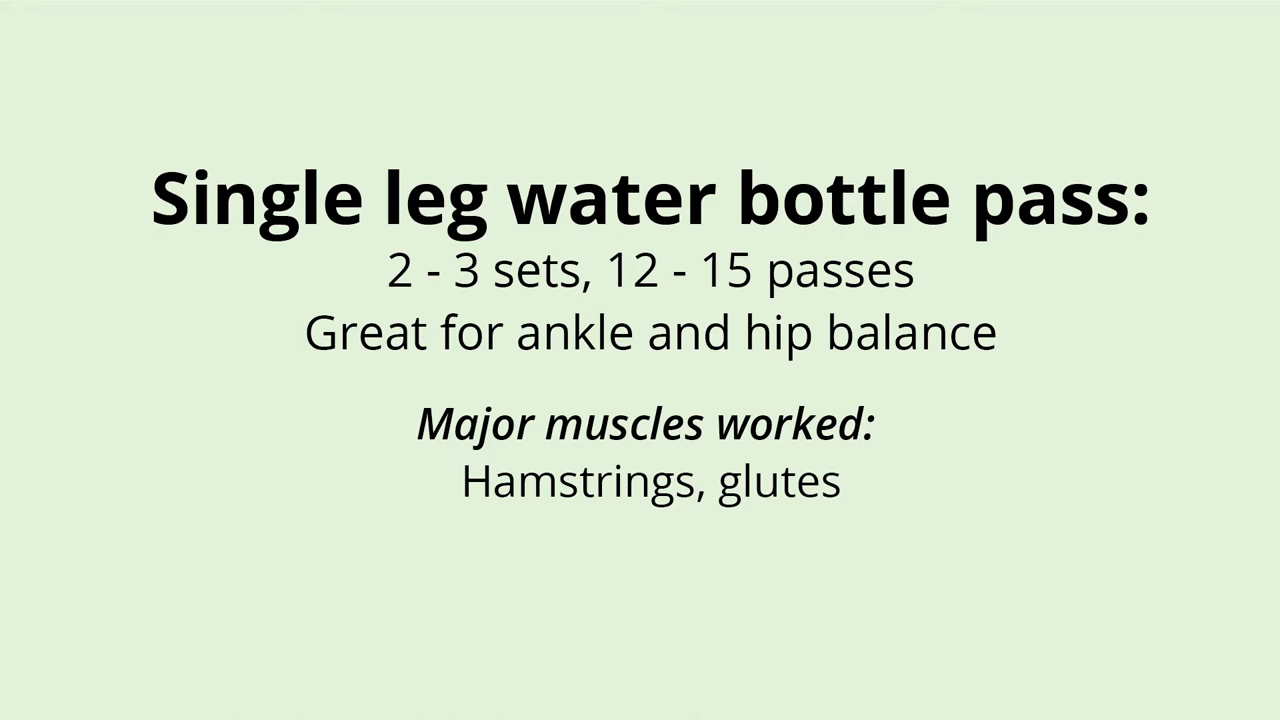 Single leg water bottle pass:
2 - 3 sets, 12 - 15 passes
Great for ankle and hip balance
Major muscles worked:
Hamstrings, glutes